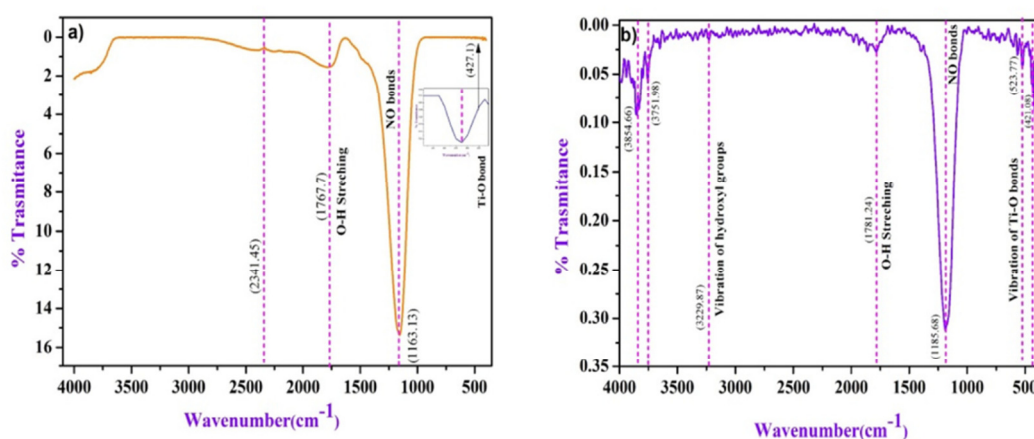 a)
% Trasmitance
0
2
4
6
8
10
12
14
16
(2341.45)
(1767.7)
O-H Streching
NO bonds
(1163.13)
(427.1)
Ti-O bond
4000 3500 3000 2500 2000 1500 1000 500
Wavenumber(cm-1)
b)
% Trasmitance
0.00
0.05
0.10
0.15
0.20
0.25
0.30
0.35
(3854.66)
(3751.98)
(3229.87)
Vibration of hydroxyl groups
(1781.24)
O-H Streching
NO bonds
(1185.68)
(523.77)
(421.08)
Vibration of Ti-O bonds
4000 3500 3000 2500 2000 1500 1000 500
Wavenumber(cm-1)